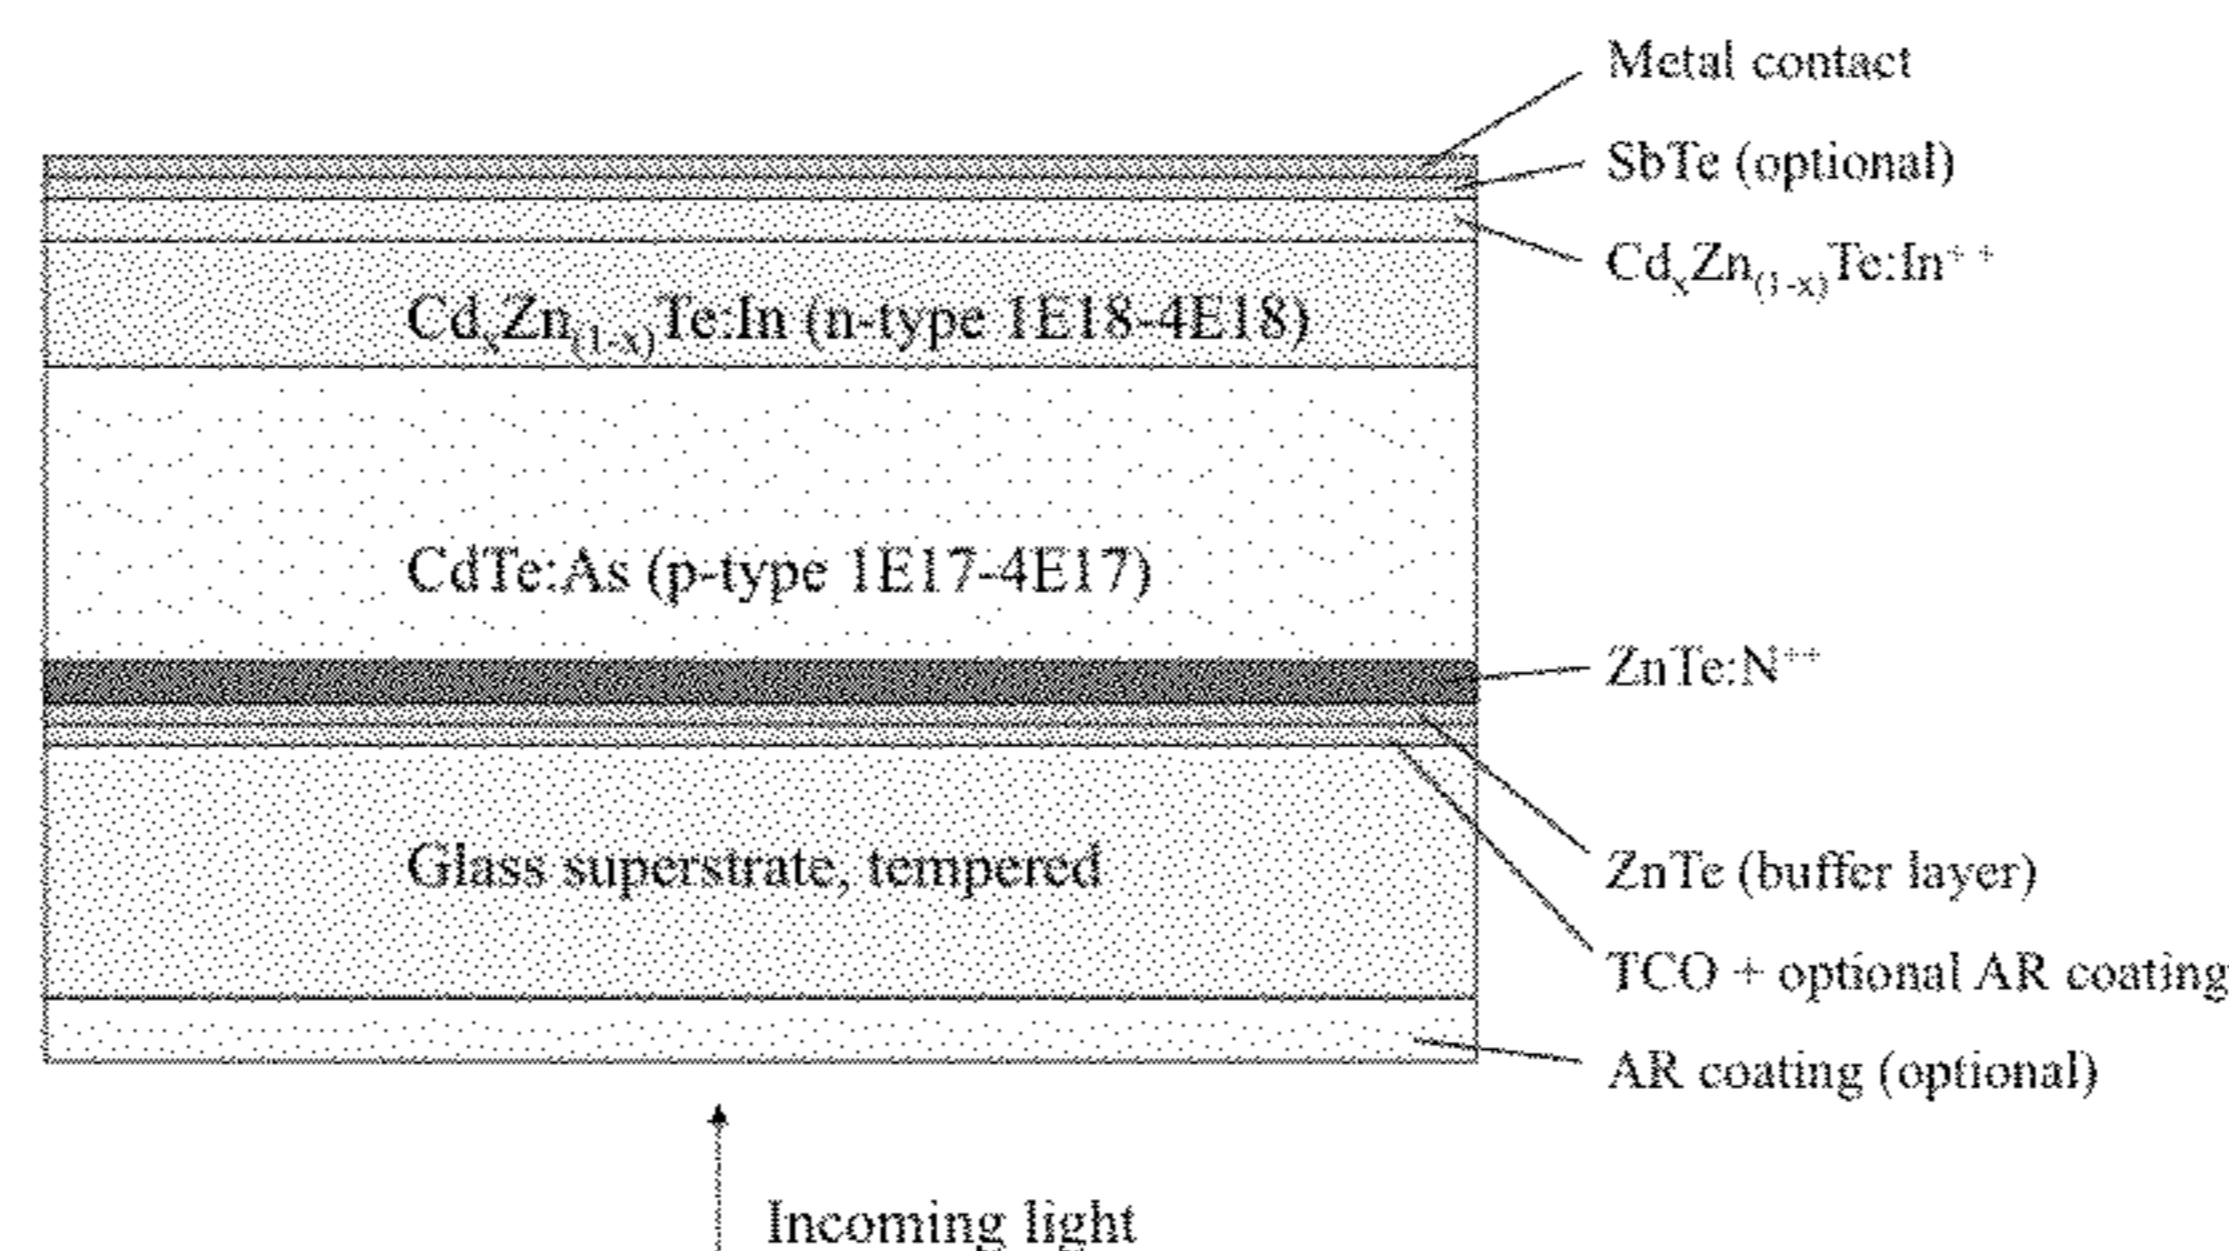 Metal contact
SbTe (optional)
CdₓZn₍₁₋ₓ₎Te:In⁺⁺
CdₓZn₍₁₋ₓ₎Te:In (n-type 1E18-4E18)
CdTe:As (p-type 1E17-4E17)
ZnTe:N⁺⁺
Glass superstrate, tempered
ZnTe (buffer layer)
TCO + optional AR coating
AR coating (optional)
Incoming light